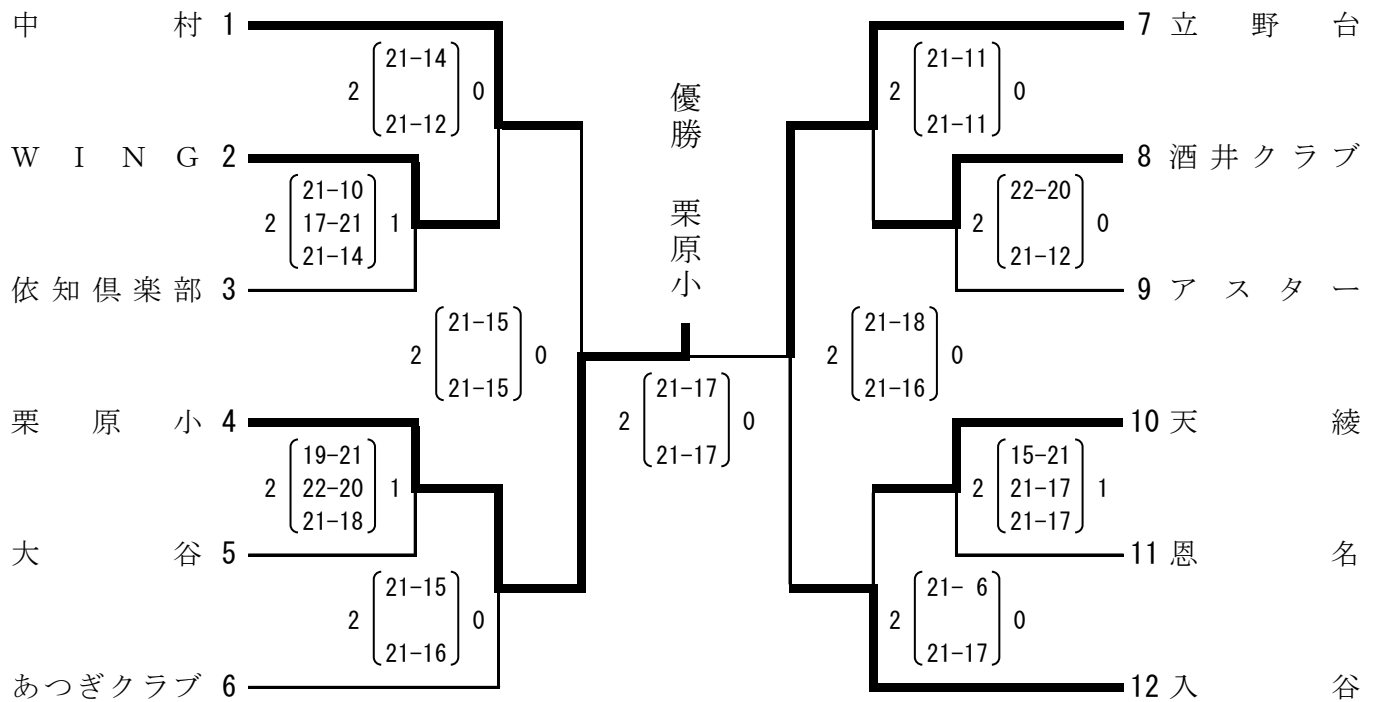 中村 1
7 立野台
21-14
2 0
21-12
21-11
2 0
21-11
優勝 栗原小
WING 2
8 酒井クラブ
21-10
2 17-21 1
21-14
22-20
2 0
21-12
依知倶楽部 3
9 アスター
21-15
2 0
21-15
21-18
2 0
21-16
21-17
2 0
21-17
栗原小 4
10 天綾
19-21
2 22-20 1
21-18
15-21
2 21-17 1
21-17
大谷 5
11 恩名
21-15
2 0
21-16
21- 6
2 0
21-17
あつぎクラブ 6
12 入谷